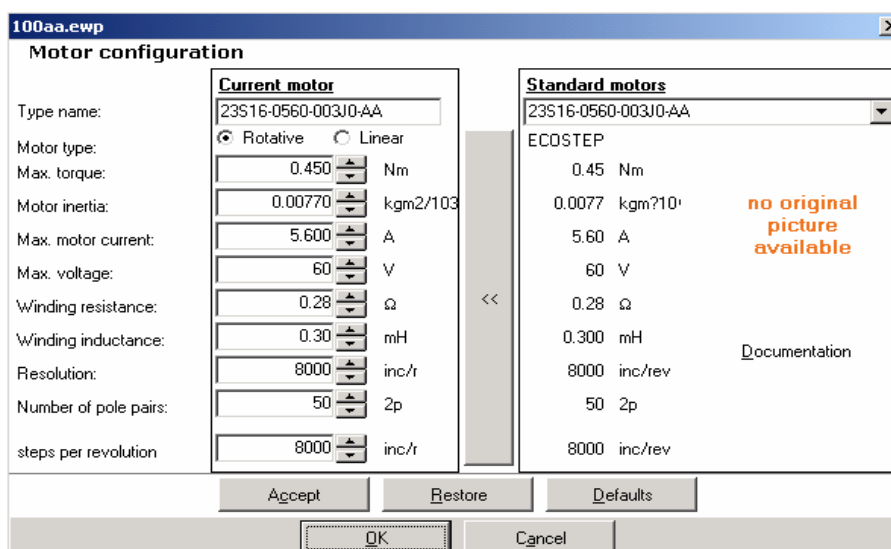 100aa.ewp
Motor configuration
Current motor
Standard motors
Type name:
23S16-0560-003J0-AA
23S16-0560-003J0-AA
Motor type:
Rotative
Linear
ECOSTEP
Max. torque:
0.450
Nm
0.45 Nm
Motor inertia:
0.00770
kgm2/103
0.0077 kgm?10
no original
picture
available
Max. motor current:
5.600
A
5.60 A
Max. voltage:
60
V
60 V
Winding resistance:
0.28
Ω
<<
0.28 Ω
Winding inductance:
0.30
mH
0.300 mH
Documentation
Resolution:
8000
inc/r
8000 inc/rev
Number of pole pairs:
50
2p
50 2p
steps per revolution
8000
inc/r
8000 inc/rev
Accept
Restore
Defaults
OK
Cancel